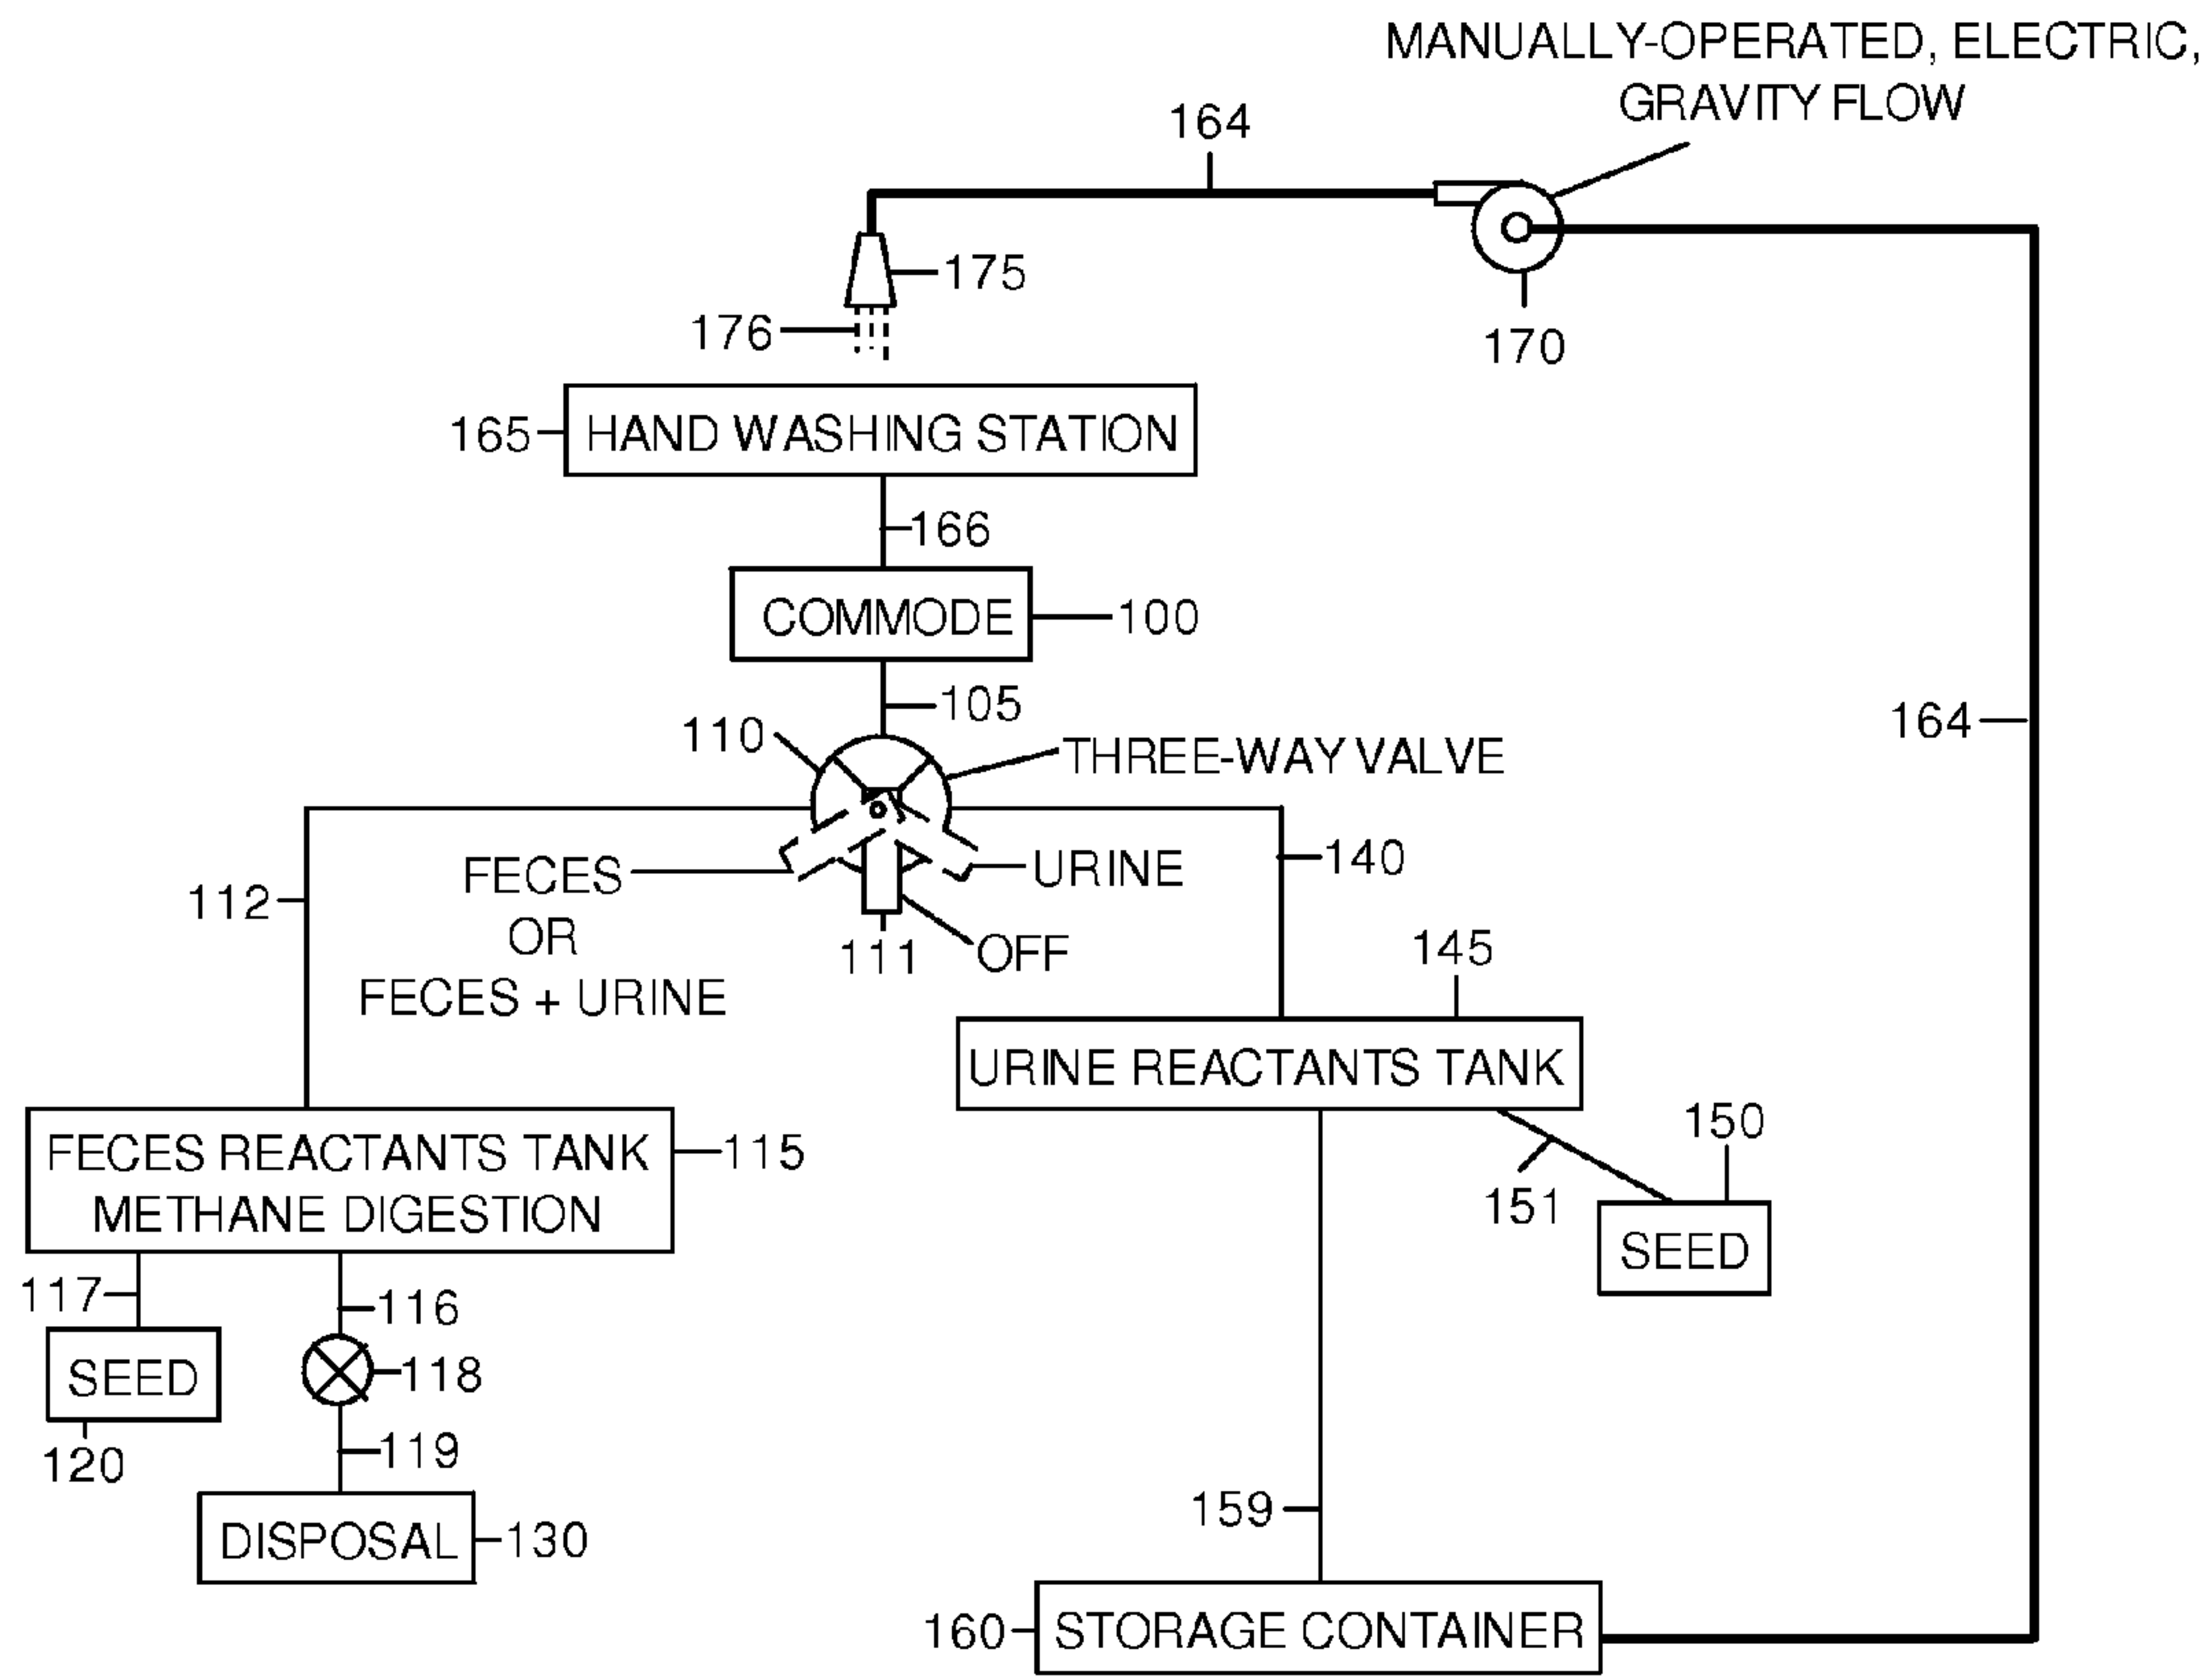 MANUALLY-OPERATED, ELECTRIC,
GRAVITY FLOW
164
175
176
170
165
HAND WASHING STATION
166
COMMODE
100
105
110
THREE-WAY VALVE
164
FECES
OR
FECES + URINE
URINE
140
112
111
OFF
145
URINE REACTANTS TANK
FECES REACTANTS TANK
METHANE DIGESTION
115
150
151
SEED
117
116
SEED
118
120
119
DISPOSAL
130
159
160
STORAGE CONTAINER